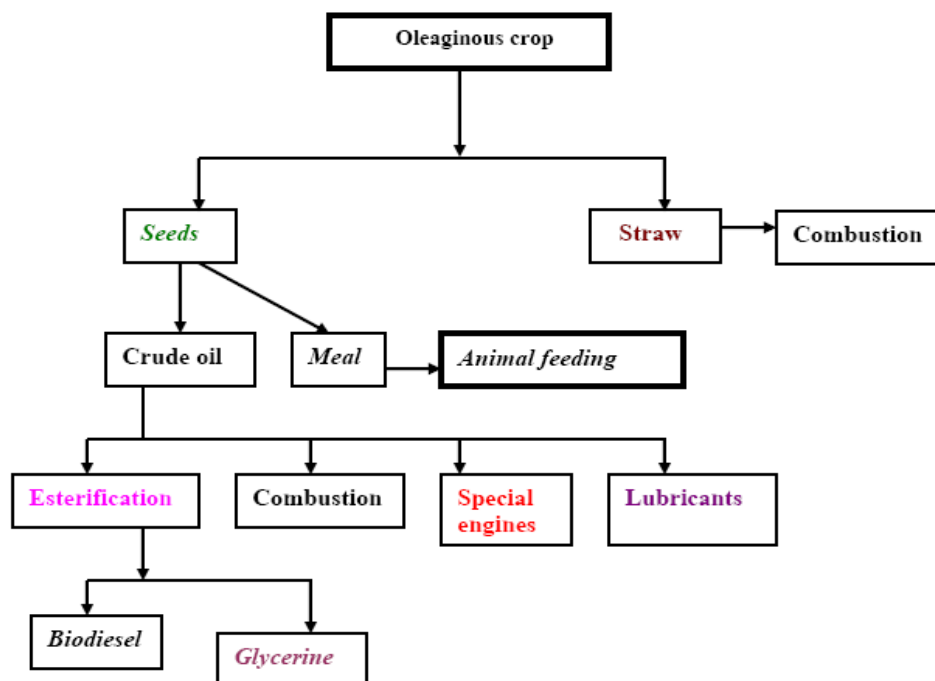 Oleaginous crop
Seeds
Straw
Combustion
Crude oil
Meal
Animal feeding
Esterification
Combustion
Special
engines
Lubricants
Biodiesel
Glycerine